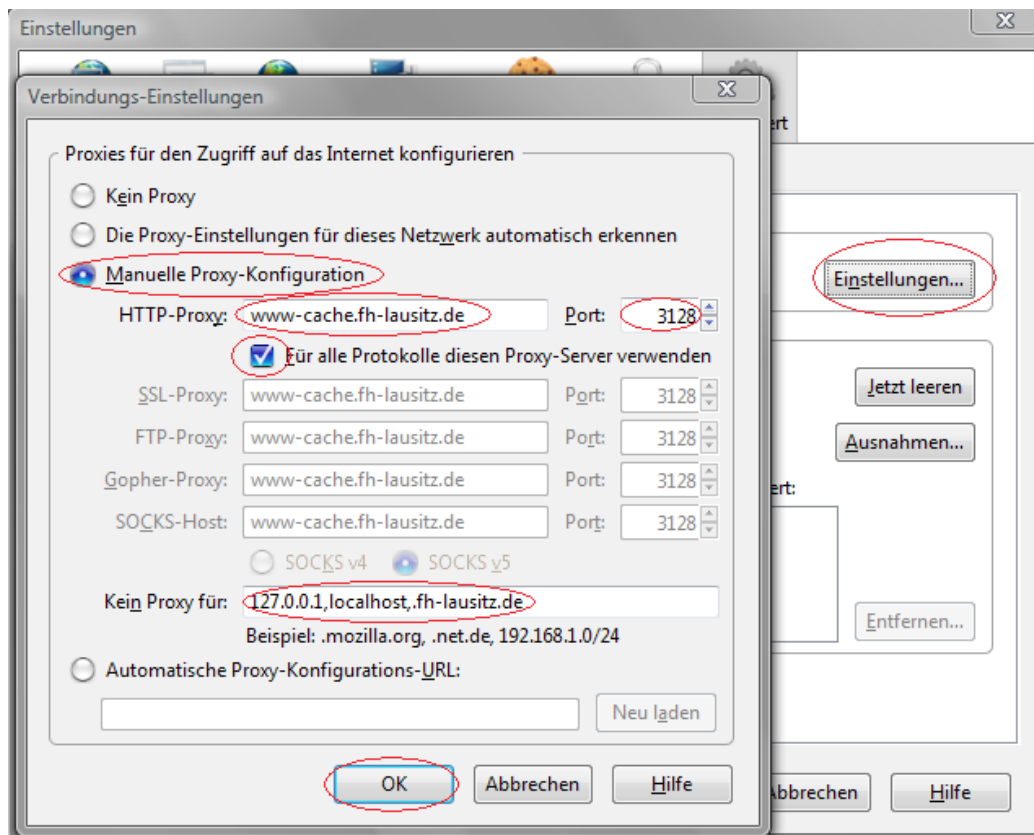 Einstellungen
Verbindungs-Einstellungen
ert
Proxies für den Zugriff auf das Internet konfigurieren
Kein Proxy
Die Proxy-Einstellungen für dieses Netzwerk automatisch erkennen
Manuelle Proxy-Konfiguration
Einstellungen...
HTTP-Proxy: www-cache.fh-lausitz.de Port: 3128
Für alle Protokolle diesen Proxy-Server verwenden
SSL-Proxy: www-cache.fh-lausitz.de Port: 3128
Jetzt leeren
FTP-Proxy: www-cache.fh-lausitz.de Port: 3128
Ausnahmen...
Gopher-Proxy: www-cache.fh-lausitz.de Port: 3128
ert:
SOCKS-Host: www-cache.fh-lausitz.de Port: 3128
SOCKS v4 SOCKS v5
Kein Proxy für: 127.0.0.1,localhost,.fh-lausitz.de
Entfernen...
Beispiel: .mozilla.org, .net.de, 192.168.1.0/24
Automatische Proxy-Konfigurations-URL:
Neu laden
OK Abbrechen Hilfe
Abbrechen Hilfe